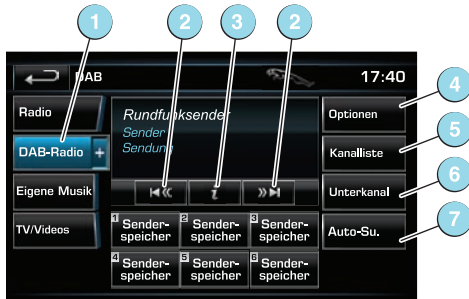 1 2 3 2
DAB 17:40
4
Radio
Rundfunksender
Sender
Sendung
Optionen
5
DAB-Radio +
Kanalliste
6
Eigene Musik
i
Unterkanal
7
TV/Videos
1 Sender-
speicher
2 Sender-
speicher
3 Sender-
speicher
Auto-Su.
4 Sender-
speicher
5 Sender-
speicher
6 Sender-
speicher